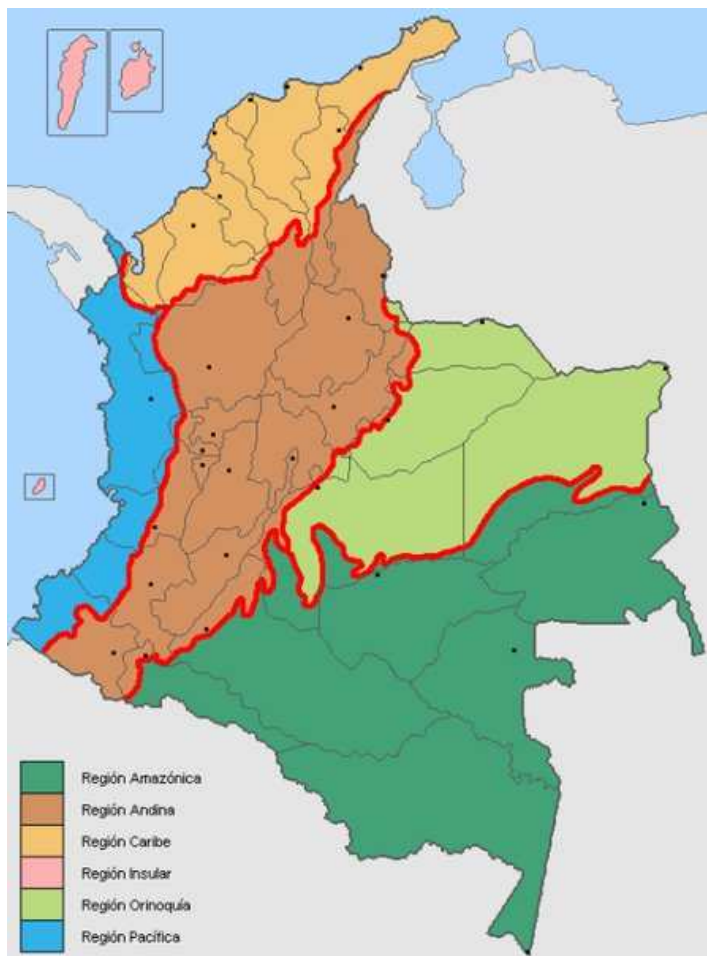 Región Amazónica
Región Andina
Región Caribe
Región Insular
Región Orinoquía
Región Pacífica